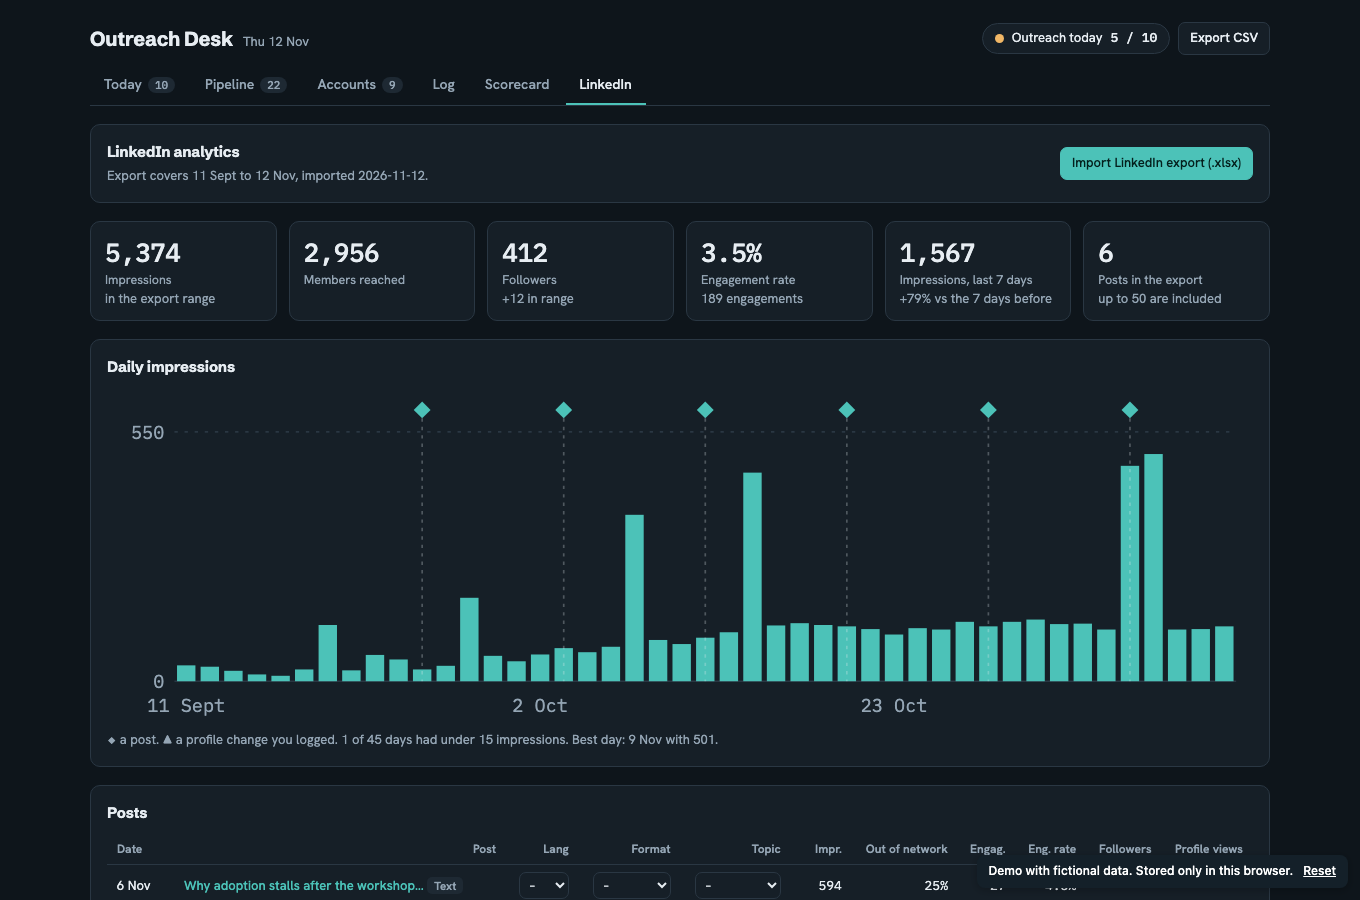 Outreach Desk Thu 12 Nov
Outreach today 5 / 10
Export CSV
Today 10 Pipeline 22 Accounts 9 Log Scorecard LinkedIn
LinkedIn analytics
Export covers 11 Sept to 12 Nov, imported 2026-11-12.
Import LinkedIn export (.xlsx)
5,374
Impressions
in the export range
2,956
Members reached
412
Followers
+12 in range
3.5%
Engagement rate
189 engagements
1,567
Impressions, last 7 days
+79% vs the 7 days before
6
Posts in the export
up to 50 are included
Daily impressions
550
0
11 Sept 2 Oct 23 Oct
◆ a post. ▲ a profile change you logged. 1 of 45 days had under 15 impressions. Best day: 9 Nov with 501.
Posts
Date Post Lang Format Topic Impr. Out of network Engag. Eng. rate Followers Profile views
6 Nov Why adoption stalls after the workshop... Text - - - 594 25%
Demo with fictional data. Stored only in this browser. Reset